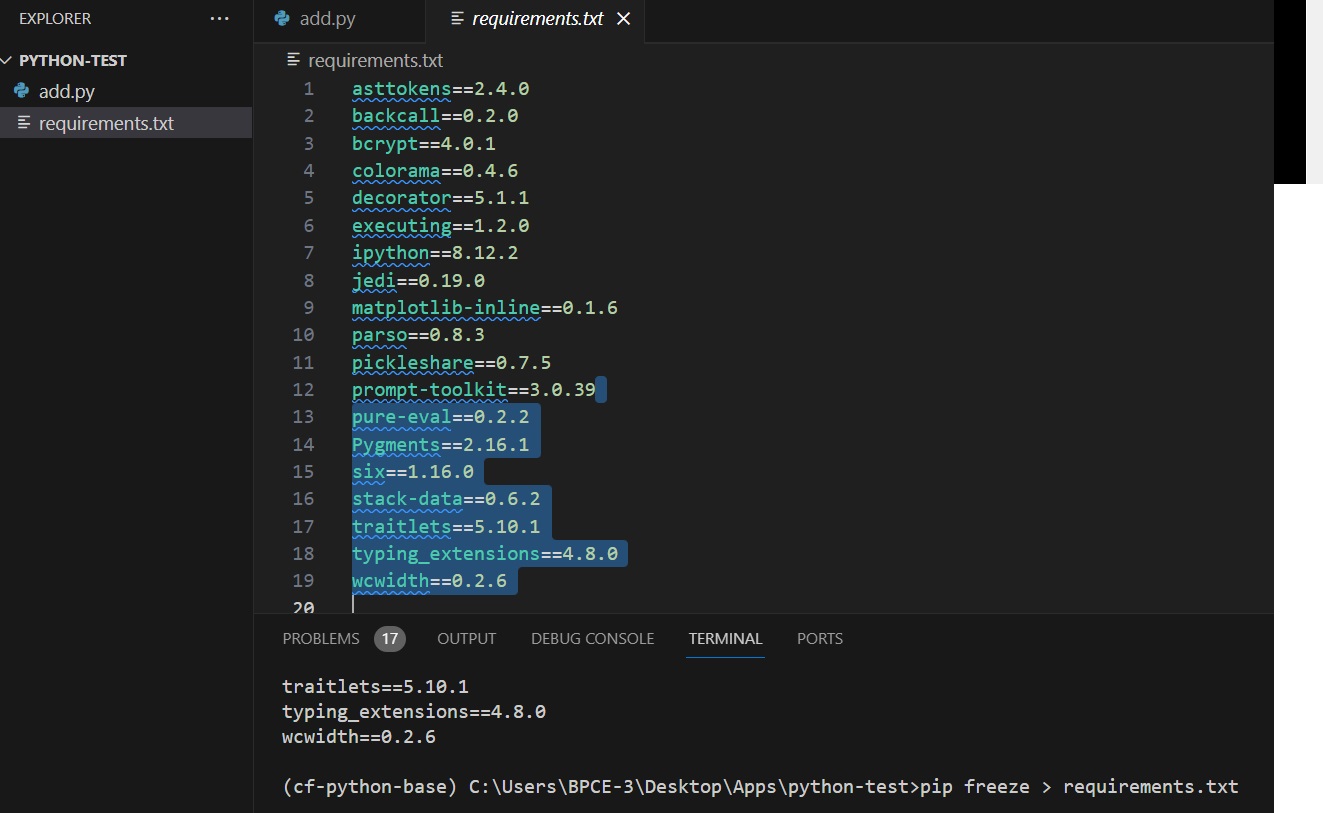 EXPLORER
...
add.py
requirements.txt
PYTHON-TEST
add.py
requirements.txt
requirements.txt
1 asttokens==2.4.0
2 backcall==0.2.0
3 bcrypt==4.0.1
4 colorama==0.4.6
5 decorator==5.1.1
6 executing==1.2.0
7 ipython==8.12.2
8 jedi==0.19.0
9 matplotlib-inline==0.1.6
10 parso==0.8.3
11 pickleshare==0.7.5
12 prompt-toolkit==3.0.39
13 pure-eval==0.2.2
14 Pygments==2.16.1
15 six==1.16.0
16 stack-data==0.6.2
17 traitlets==5.10.1
18 typing_extensions==4.8.0
19 wcwidth==0.2.6
20
PROBLEMS 17 OUTPUT DEBUG CONSOLE TERMINAL PORTS
traitlets==5.10.1
typing_extensions==4.8.0
wcwidth==0.2.6
(cf-python-base) C:\Users\BPCE-3\Desktop\Apps\python-test>pip freeze > requirements.txt